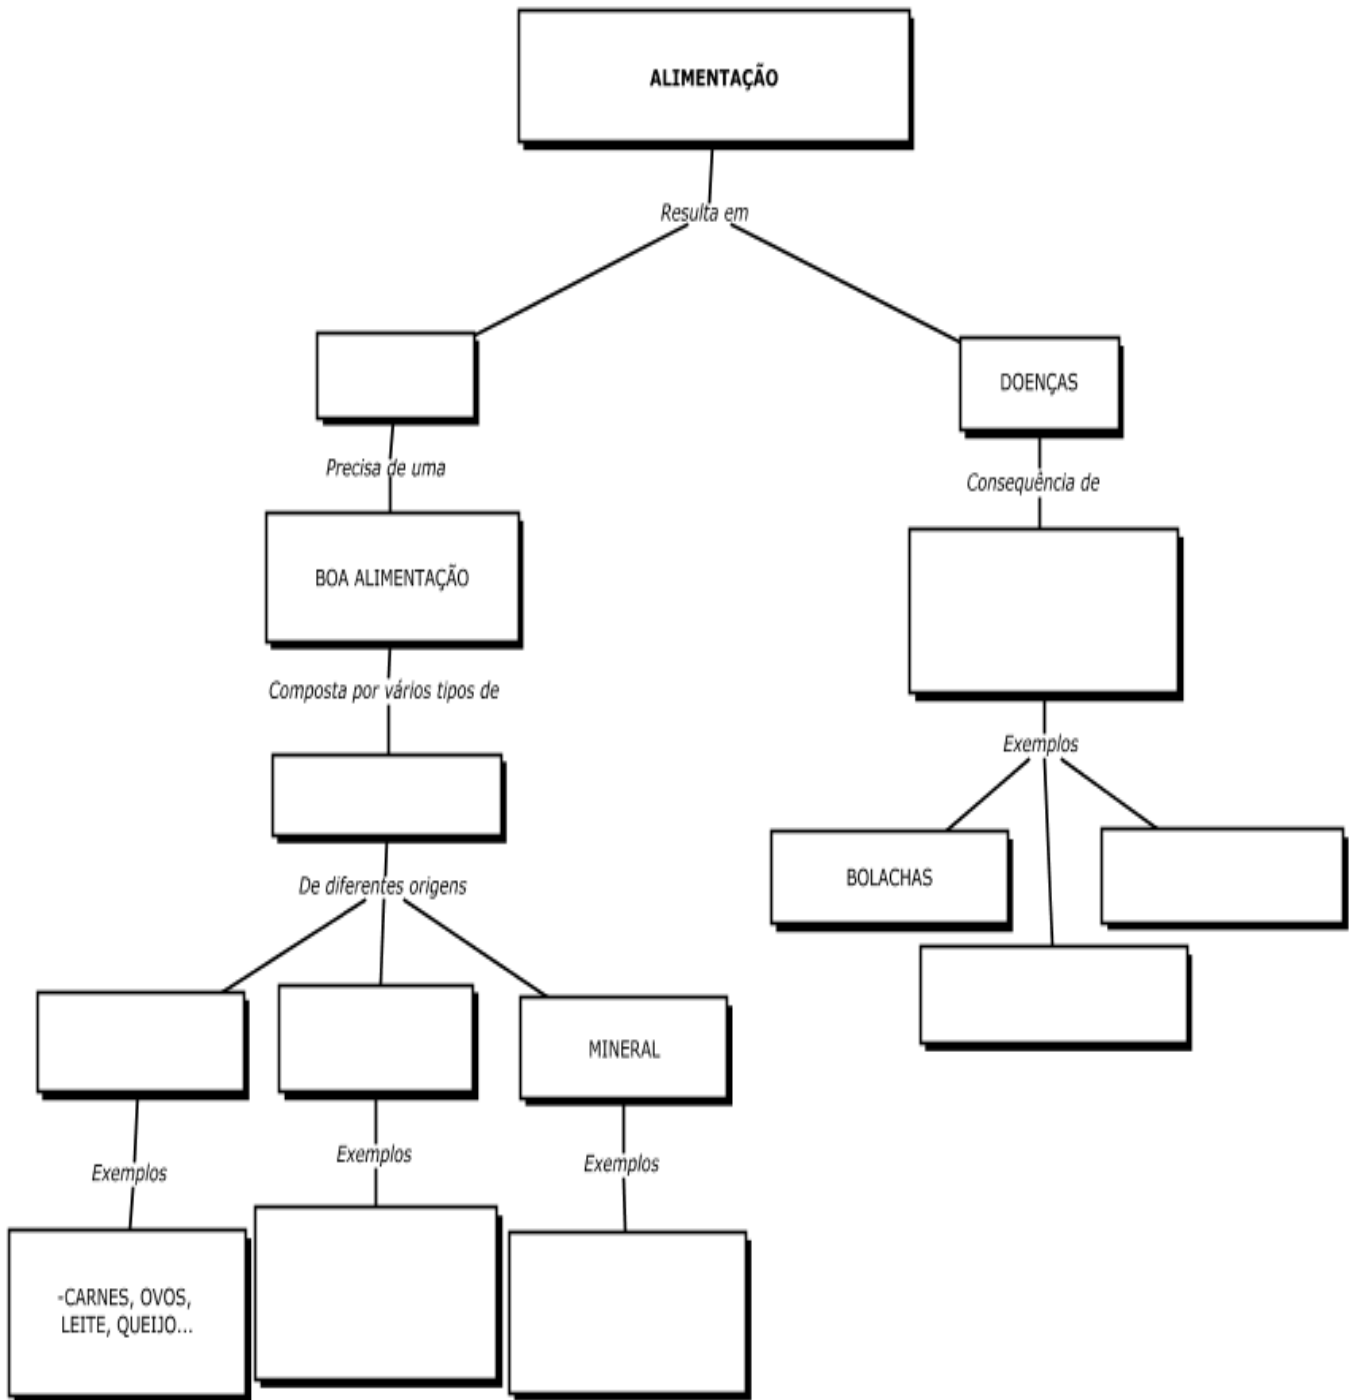 ALIMENTAÇÃO
Resulta em
DOENÇAS
Precisa de uma
Consequência de
BOA ALIMENTAÇÃO
Composta por vários tipos de
Exemplos
BOLACHAS
De diferentes origens
MINERAL
Exemplos
Exemplos
Exemplos
-CARNES, OVOS,
LEITE, QUEIJO...